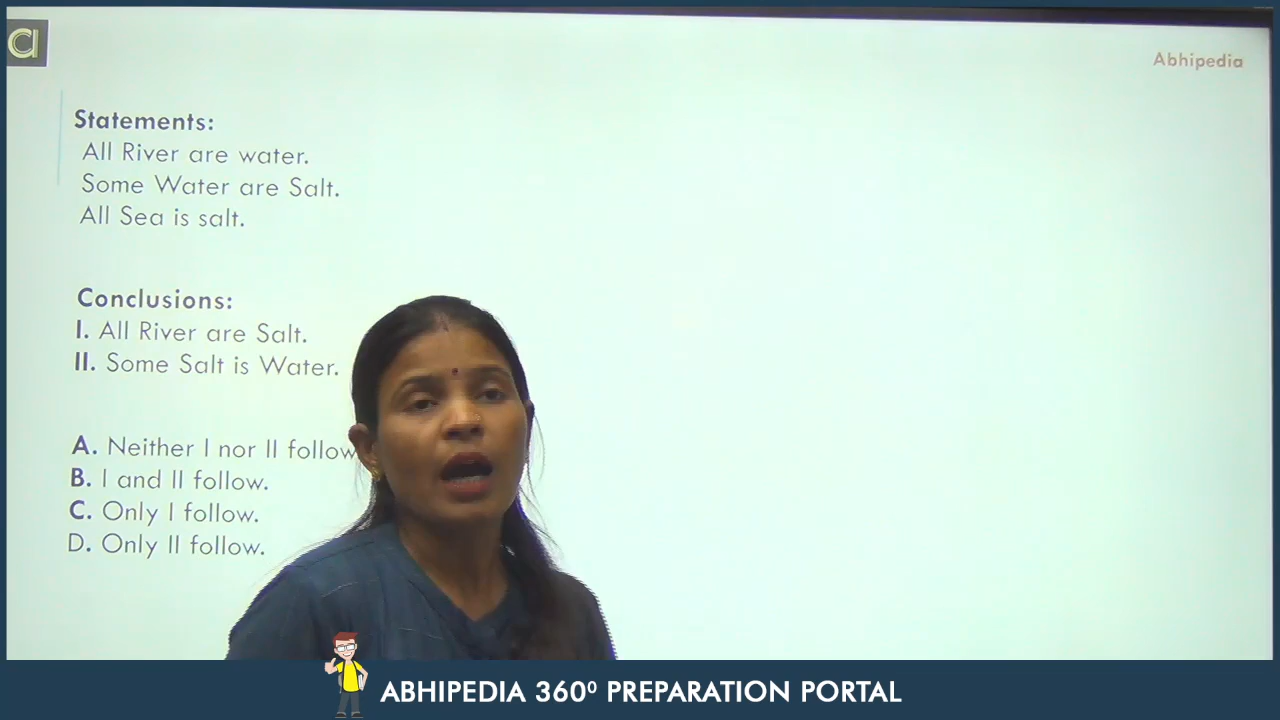 a
Abhipedia
Statements:
All River are water.
Some Water are Salt.
All Sea is salt.
Conclusions:
I. All River are Salt.
II. Some Salt is Water.
A. Neither I nor II follow
B. I and II follow.
C. Only I follow.
D. Only II follow.
ABHIPEDIA 360⁰ PREPARATION PORTAL